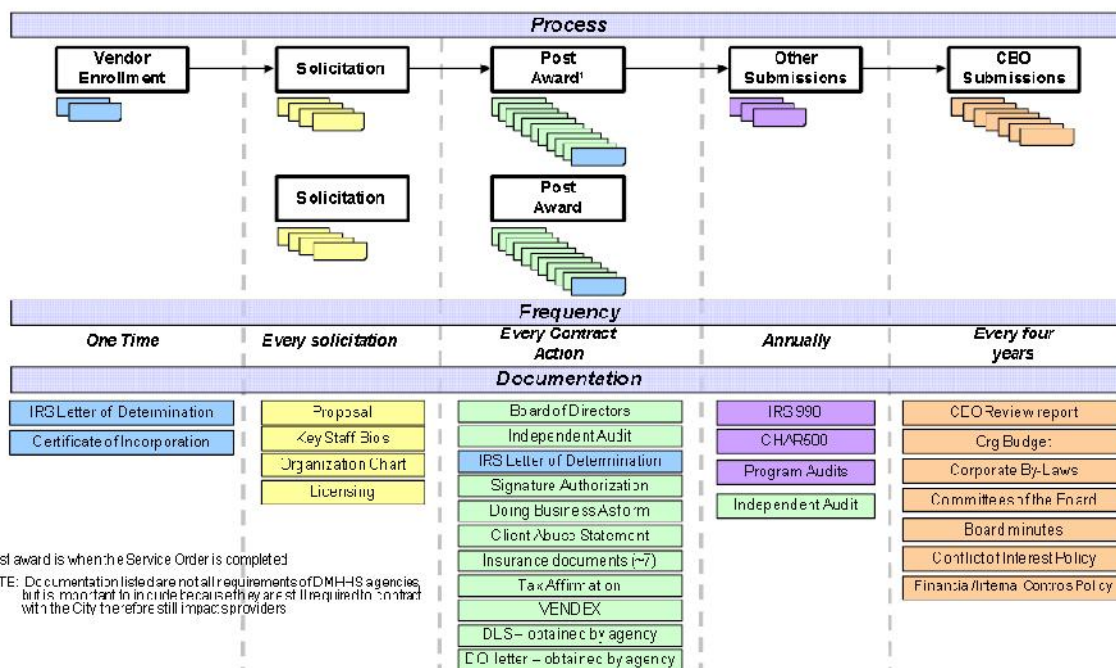 Process
Vendor
Enrollment
Solicitation
Post
Award¹
Other
Submissions
CBO
Submissions
Solicitation
Post
Award
Frequency
One Time
Every solicitation
Every Contract
Action
Annually
Every four
years
Documentation
IRS Letter of Determination
Certificate of Incorporation
Proposal
Key Staff Bios
Organization Chart
Licensing
Board of Directors
Independent Audit
IRS Letter of Determination
Signature Authorization
Doing Business As form
Client Abuse Statement
Insurance documents (~7)
Tax Affirmation
VENDEX
DLS – obtained by agency
letter – obtained by agency
IRS 990
CHAR500
Program Audits
Independent Audit
Review report
Org Budget
Corporate By-Laws
Committees of the Board
Board minutes
Conflict of Interest Policy
Financial/Internal Controls Policy
st award is when the Service Order is completed
TE: Documentation listed are not all requirements of DMHHS agencies,
but is important to include because they are still required to contract
with the City therefore still impacts providers